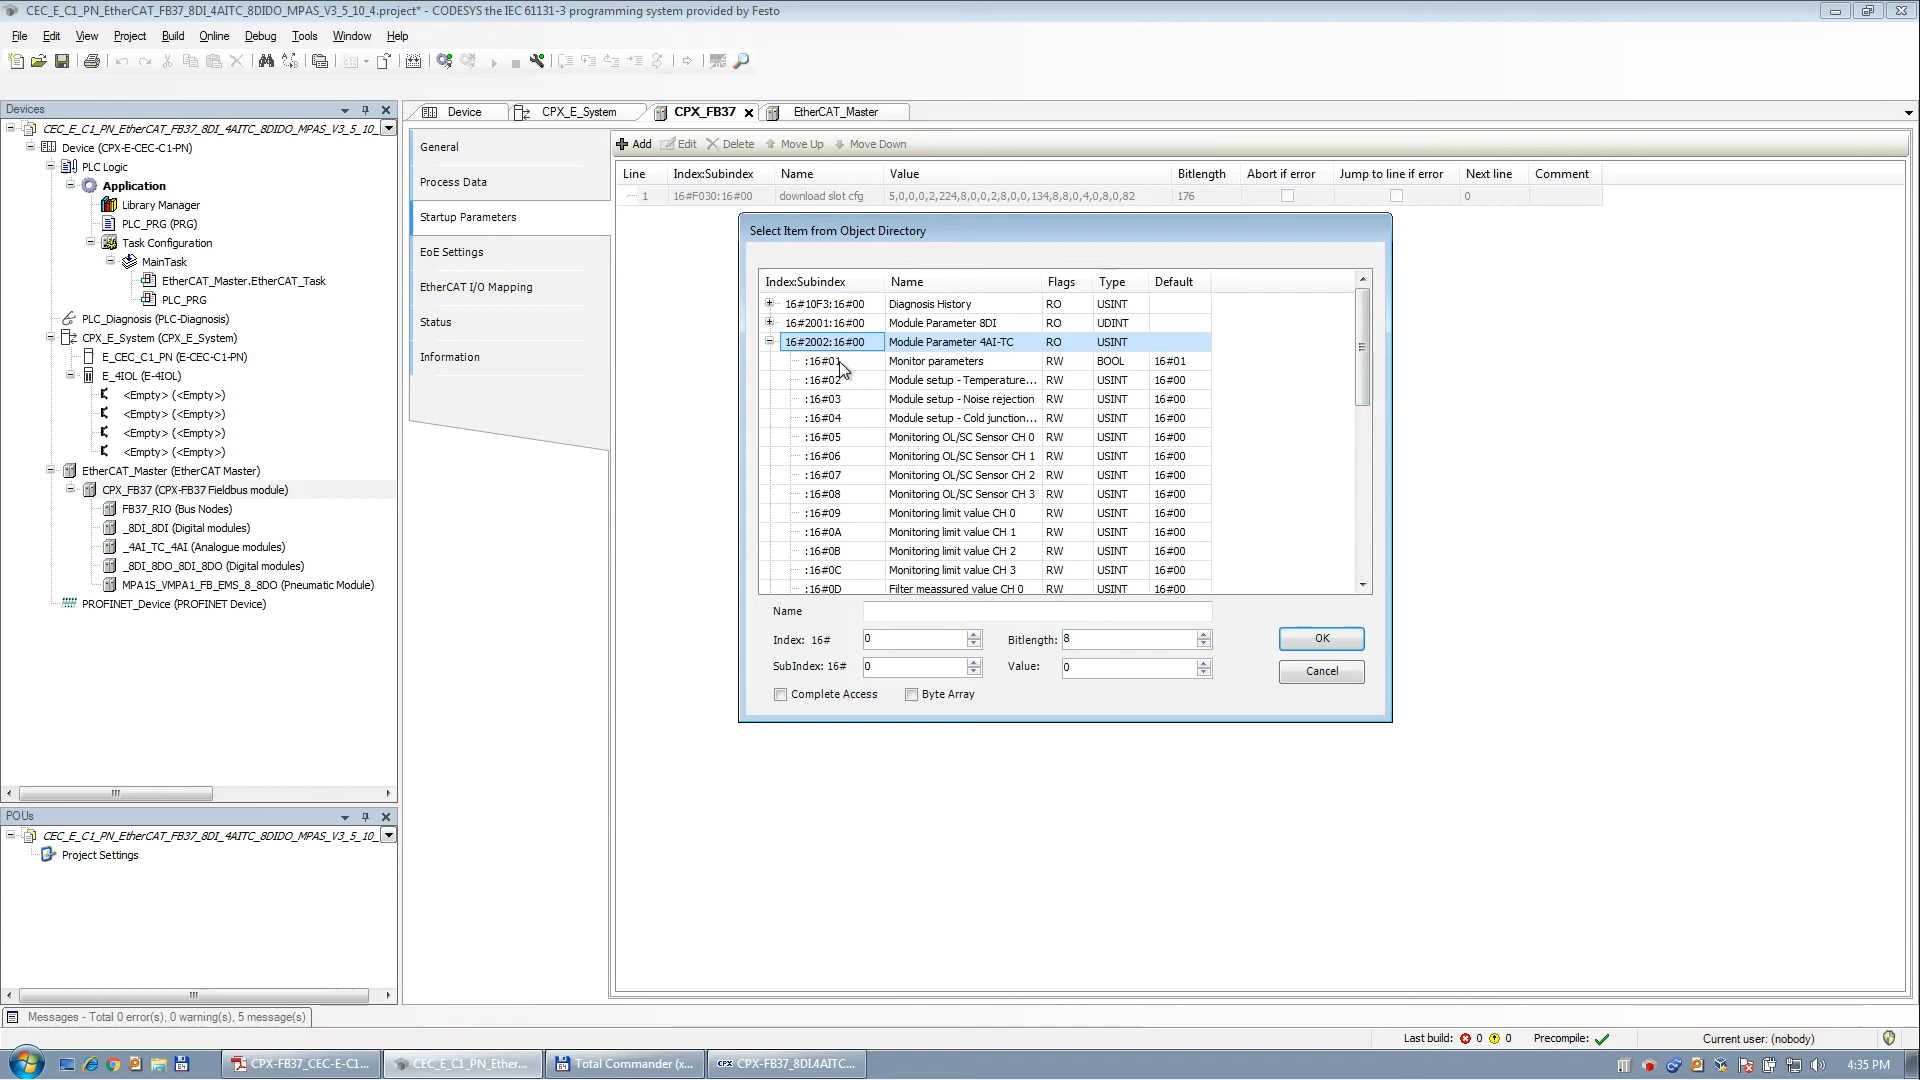 CEC_E_C1_PN_EtherCAT_FB37_8DI_4AITC_8DIDO_MPAS_V3_5_10_4.project* - CODESYS the IEC 61131-3 programming system provided by Festo
File Edit View Project Build Online Debug Tools Window Help
Devices
CEC_E_C1_PN_EtherCAT_FB37_8DI_4AITC_8DIDO_MPAS_V3_5_10_
Device (CPX-E-CEC-C1-PN)
PLC Logic
Application
Library Manager
PLC_PRG (PRG)
Task Configuration
MainTask
EtherCAT_Master.EtherCAT_Task
PLC_PRG
PLC_Diagnosis (PLC-Diagnosis)
CPX_E_System (CPX_E_System)
E_CEC_C1_PN (E-CEC-C1-PN)
E_4IOL (E-4IOL)
<Empty> (<Empty>)
<Empty> (<Empty>)
<Empty> (<Empty>)
<Empty> (<Empty>)
EtherCAT_Master (EtherCAT Master)
CPX_FB37 (CPX-FB37 Fieldbus module)
FB37_RIO (Bus Nodes)
_8DI_8DI (Digital modules)
_4AI_TC_4AI (Analogue modules)
_8DI_8DO_8DI_8DO (Digital modules)
MPA1S_VMPA1_FB_EMS_8_8DO (Pneumatic Module)
PROFINET_Device (PROFINET Device)
POUs
CEC_E_C1_PN_EtherCAT_FB37_8DI_4AITC_8DIDO_MPAS_V3_5_10_
Project Settings
Device CPX_E_System CPX_FB37 EtherCAT_Master
General
Process Data
Startup Parameters
EoE Settings
EtherCAT I/O Mapping
Status
Information
Add Edit Delete Move Up Move Down
Line Index:Subindex Name Value Bitlength Abort if error Jump to line if error Next line Comment
1 16#F030:16#00 download slot cfg 5,0,0,0,2,224,8,0,0,2,8,0,0,134,8,8,0,4,0,8,0,82 176 0
Select Item from Object Directory
Index:Subindex Name Flags Type Default
16#10F3:16#00 Diagnosis History RO USINT
16#2001:16#00 Module Parameter 8DI RO UDINT
16#2002:16#00 Module Parameter 4AI-TC RO USINT
:16#01 Monitor parameters RW BOOL 16#01
:16#02 Module setup - Temperature... RW USINT 16#00
:16#03 Module setup - Noise rejection RW USINT 16#00
:16#04 Module setup - Cold junction... RW USINT 16#00
:16#05 Monitoring OL/SC Sensor CH 0 RW USINT 16#00
:16#06 Monitoring OL/SC Sensor CH 1 RW USINT 16#00
:16#07 Monitoring OL/SC Sensor CH 2 RW USINT 16#00
:16#08 Monitoring OL/SC Sensor CH 3 RW USINT 16#00
:16#09 Monitoring limit value CH 0 RW USINT 16#00
:16#0A Monitoring limit value CH 1 RW USINT 16#00
:16#0B Monitoring limit value CH 2 RW USINT 16#00
:16#0C Monitoring limit value CH 3 RW USINT 16#00
:16#0D Filter meassured value CH 0 RW USINT 16#00
Name
Index: 16# 0 Bitlength: 8 OK
SubIndex: 16# 0 Value: 0 Cancel
Complete Access Byte Array
Messages - Total 0 error(s), 0 warning(s), 5 message(s)
Last build: 0 0 Precompile: Current user: (nobody)
CPX-FB37_CEC-E-C1... CEC_E_C1_PN_Ether... Total Commander (x... CPX-FB37_8DI.4AITC... 4:35 PM